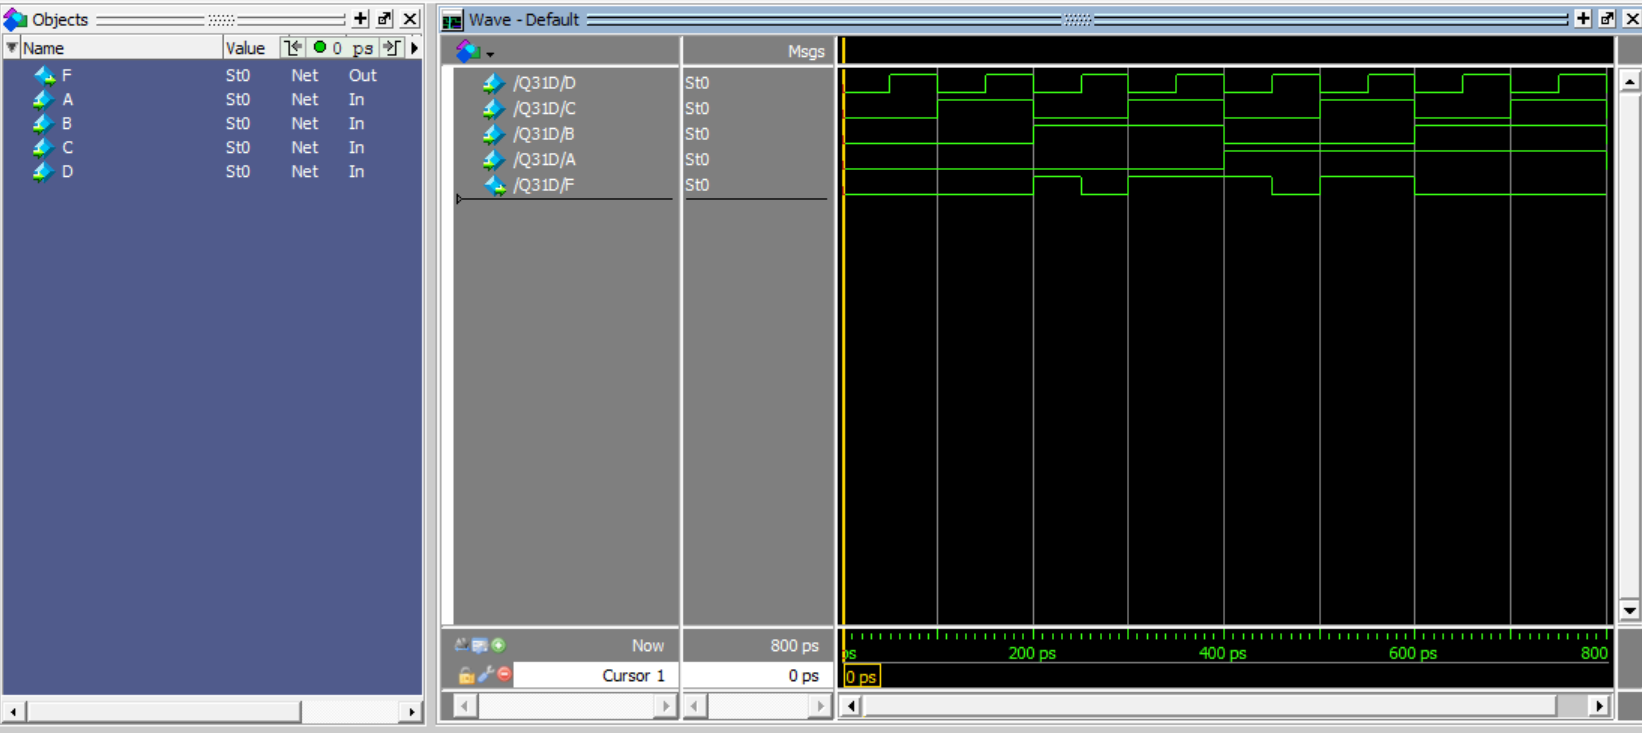 Objects
Name Value 0 ps
F St0 Net Out
A St0 Net In
B St0 Net In
C St0 Net In
D St0 Net In
Wave - Default
Msgs
/Q31D/D St0
/Q31D/C St0
/Q31D/B St0
/Q31D/A St0
/Q31D/F St0
Now 800 ps
ps 200 ps 400 ps 600 ps 800
Cursor 1 0 ps
0 ps